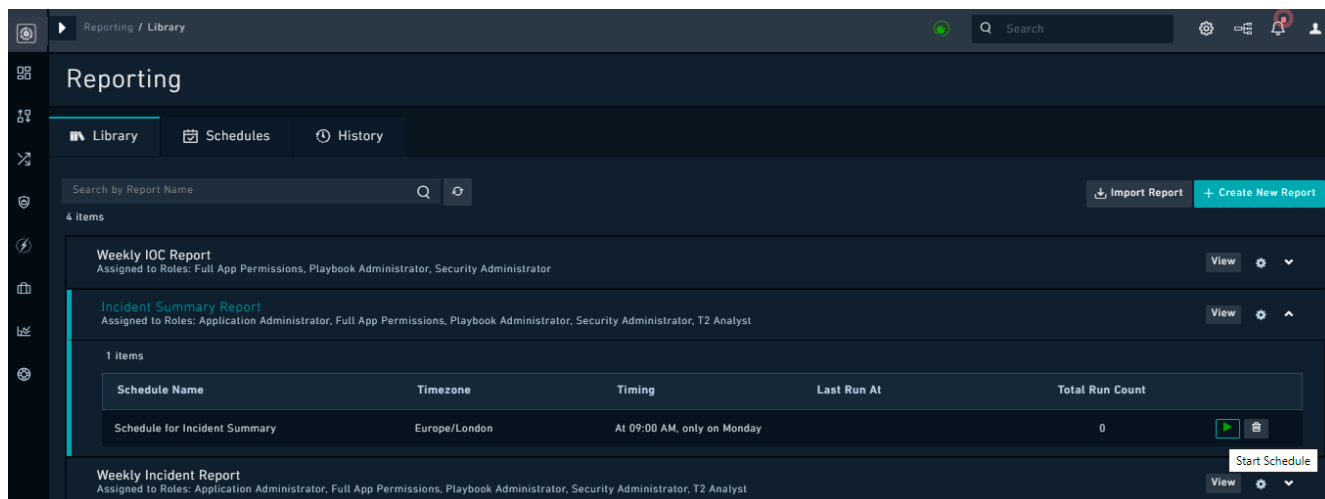 Reporting / Library
Search
Reporting
Library
Schedules
History
Search by Report Name
Import Report
+ Create New Report
4 items
Weekly IOC Report
Assigned to Roles: Full App Permissions, Playbook Administrator, Security Administrator
View
Incident Summary Report
Assigned to Roles: Application Administrator, Full App Permissions, Playbook Administrator, Security Administrator, T2 Analyst
View
1 items
Schedule Name Timezone Timing Last Run At Total Run Count
Schedule for Incident Summary Europe/London At 09:00 AM, only on Monday 0
Start Schedule
Weekly Incident Report
Assigned to Roles: Application Administrator, Full App Permissions, Playbook Administrator, Security Administrator, T2 Analyst
View